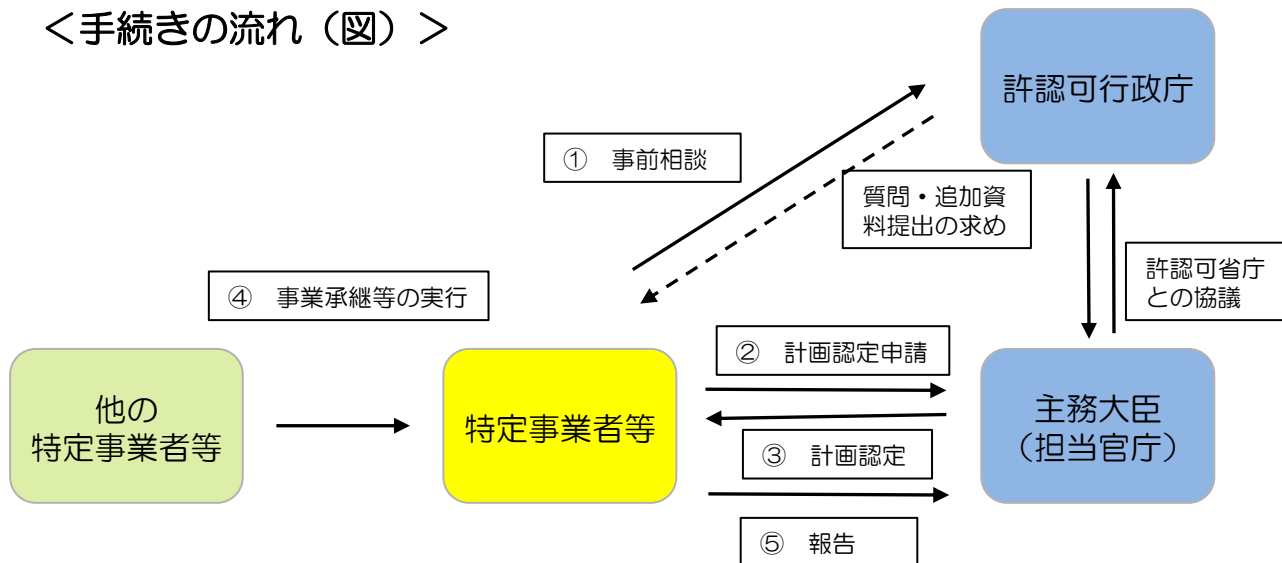 ＜手続きの流れ（図）＞
許認可行政庁
①　事前相談
質問・追加資
料提出の求め
許認可省庁
との協議
④　事業承継等の実行
②　計画認定申請
他の
特定事業者等
特定事業者等
主務大臣
（担当官庁）
③　計画認定
⑤　報告